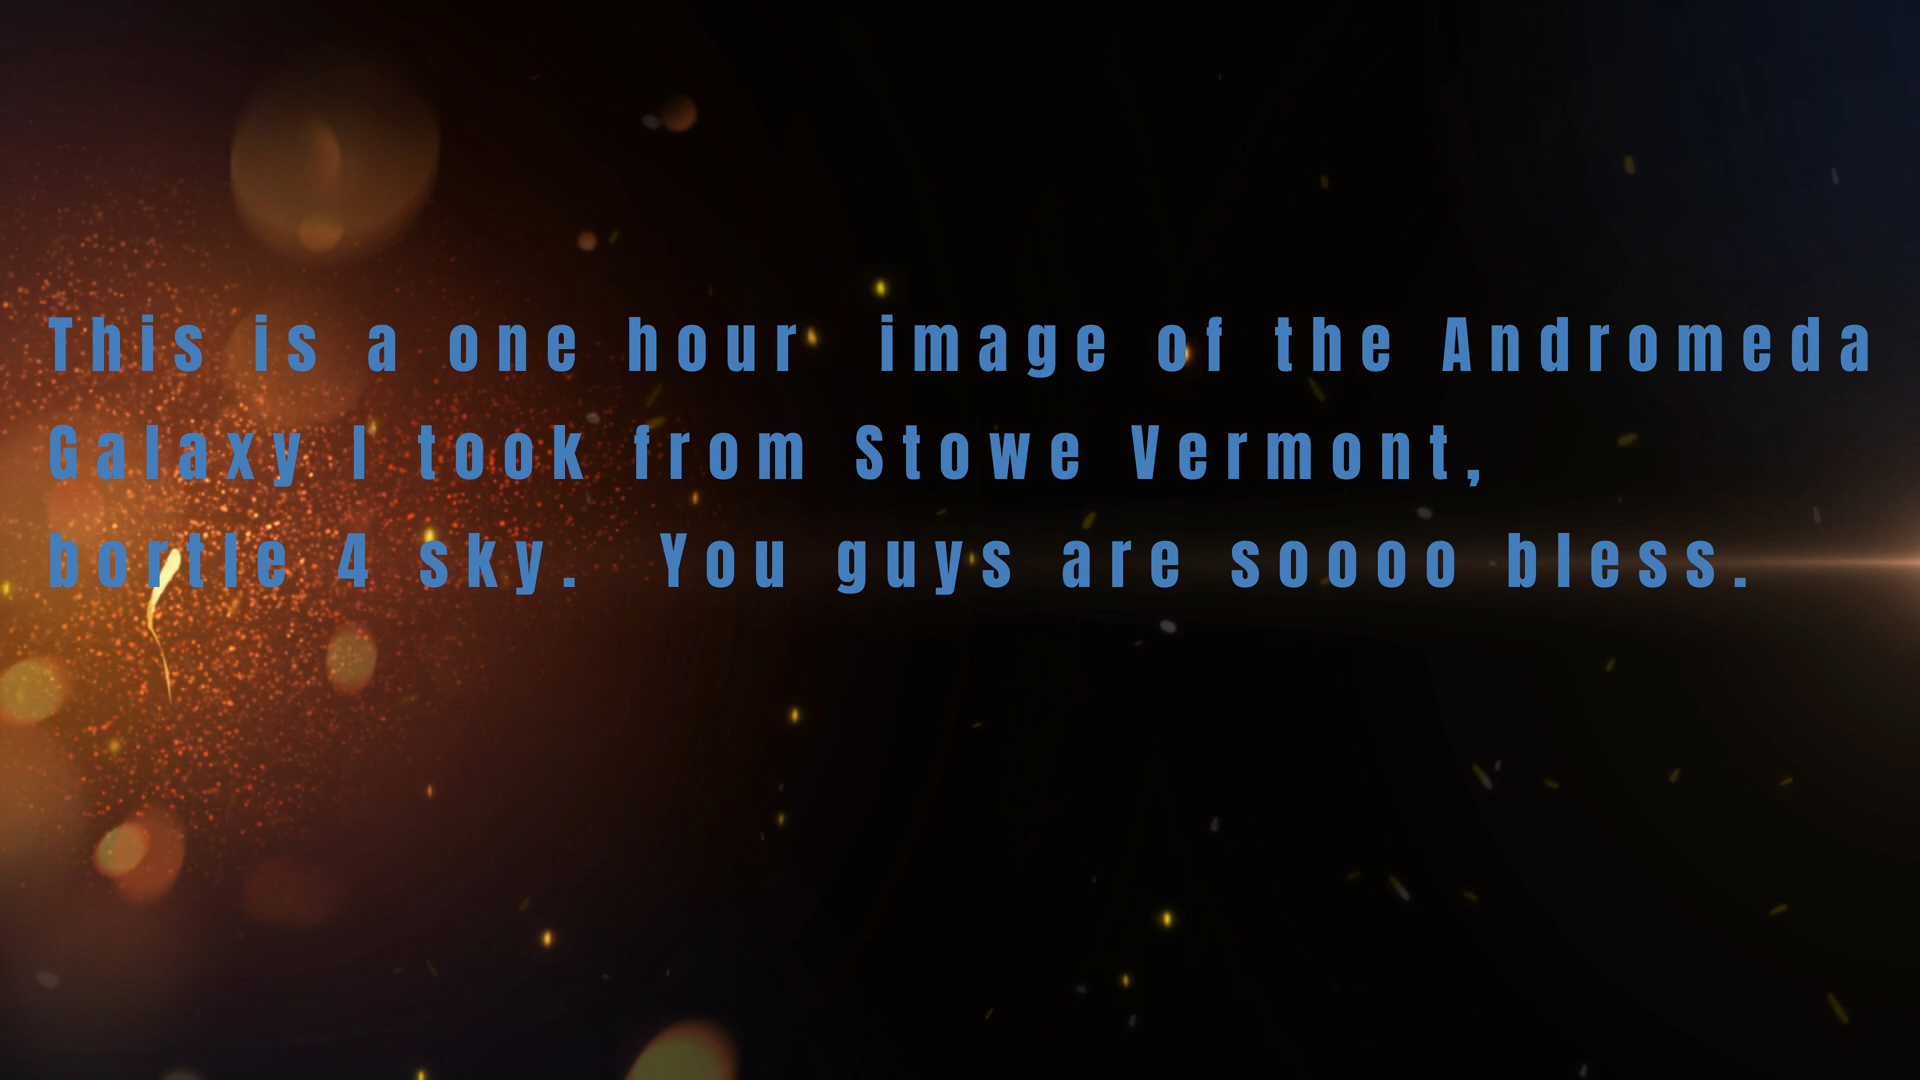 This is a one hour  image of the Andromeda
Galaxy I took from Stowe Vermont,
bortle 4 sky.  You guys are soooo bless.